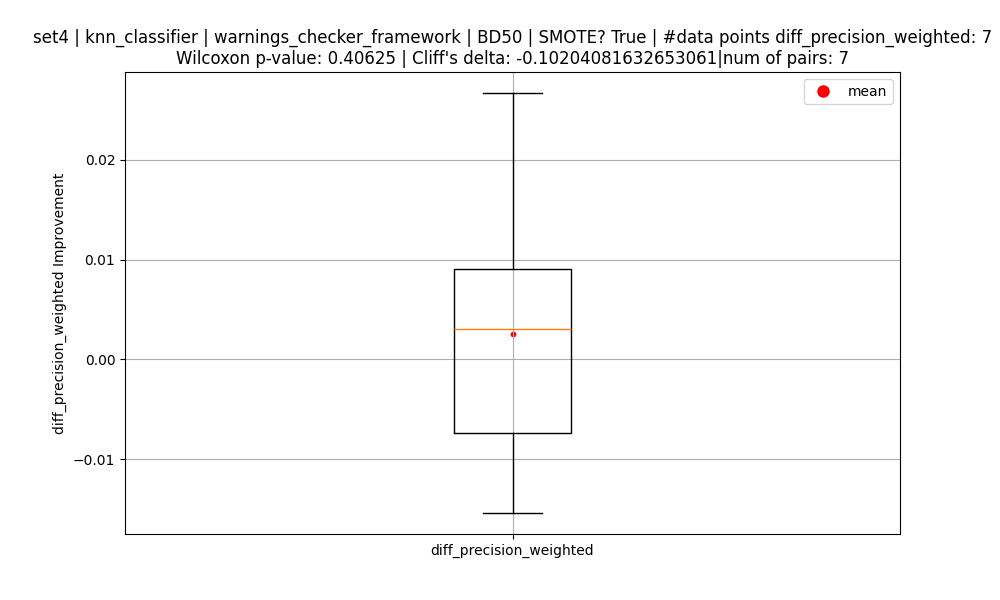 set4 | knn_classifier | warnings_checker_framework | BD50 | SMOTE? True | #data points diff_precision_weighted: 7
Wilcoxon p-value: 0.40625 | Cliff's delta: -0.10204081632653061|num of pairs: 7
mean
0.02
0.01
0.00
−0.01
diff_precision_weighted Improvement
diff_precision_weighted